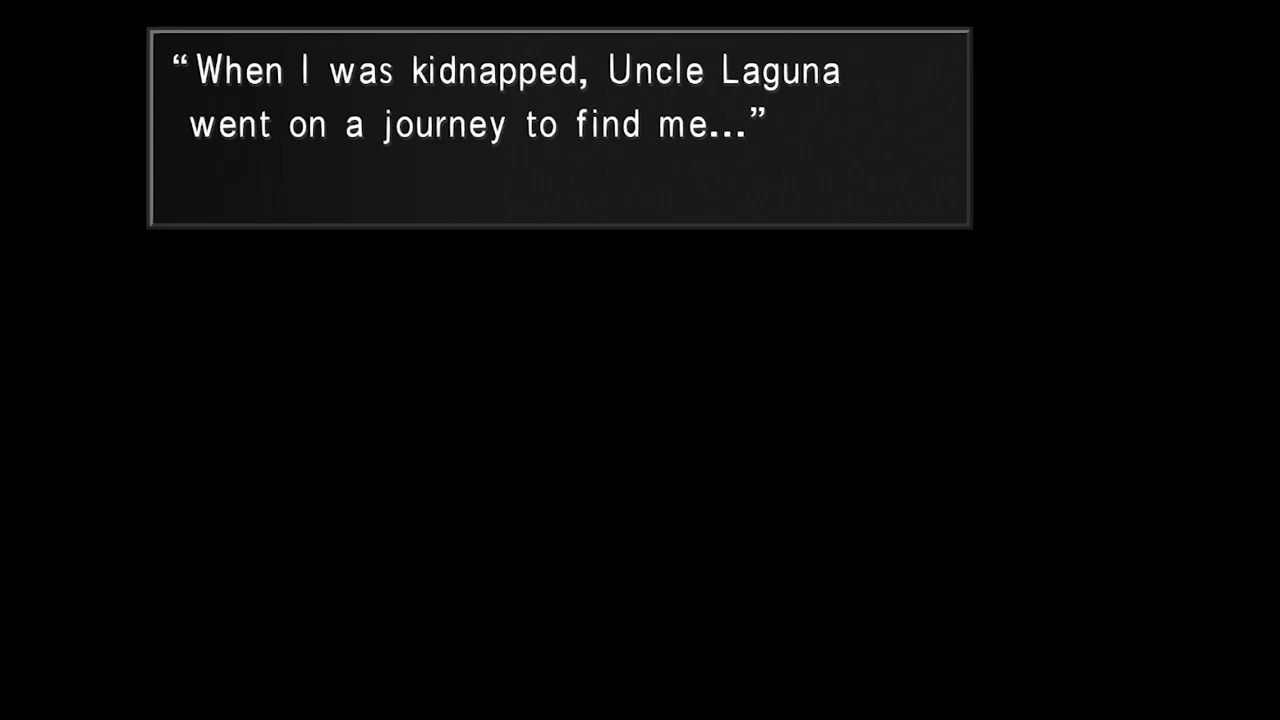 “When I was kidnapped, Uncle Laguna
went on a journey to find me...”